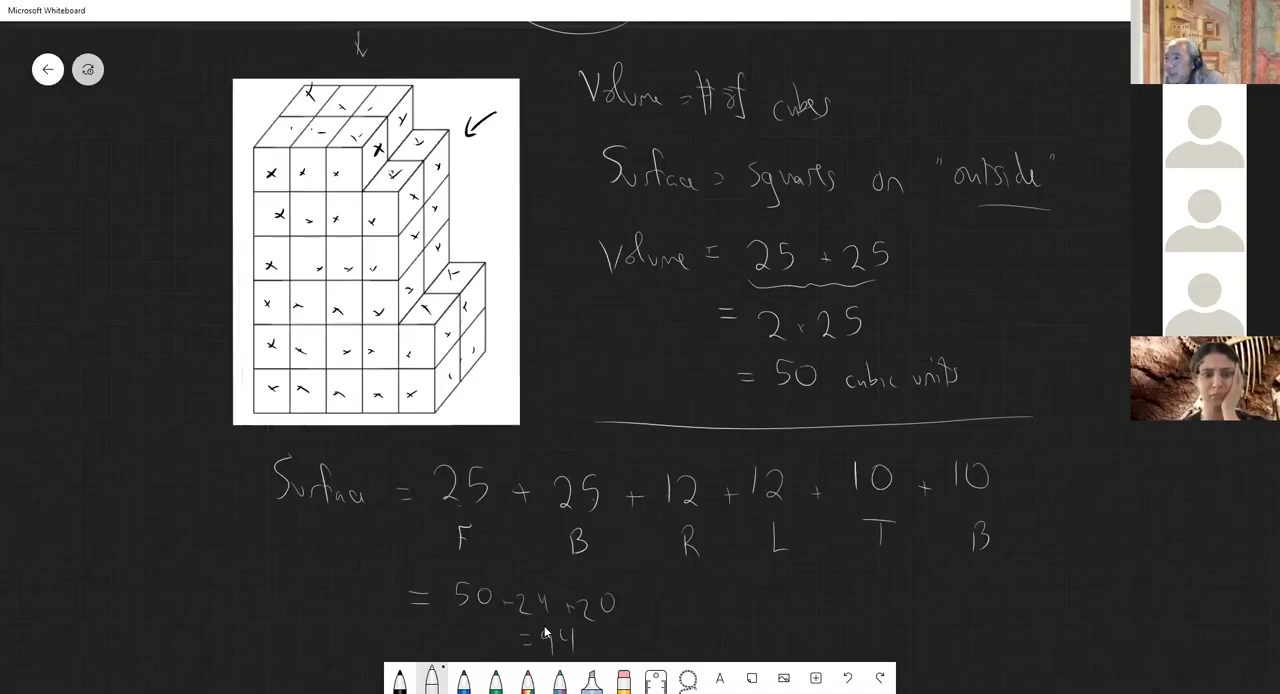 Microsoft Whiteboard
Volume = # of cubes
Surface = squares on "outside"
Volume = 25 + 25
= 2 · 25
= 50 cubic units
Surface = 25 + 25 + 12 + 12 + 10 + 10
F B R L T B
= 50 + 24 + 20
= 94
A